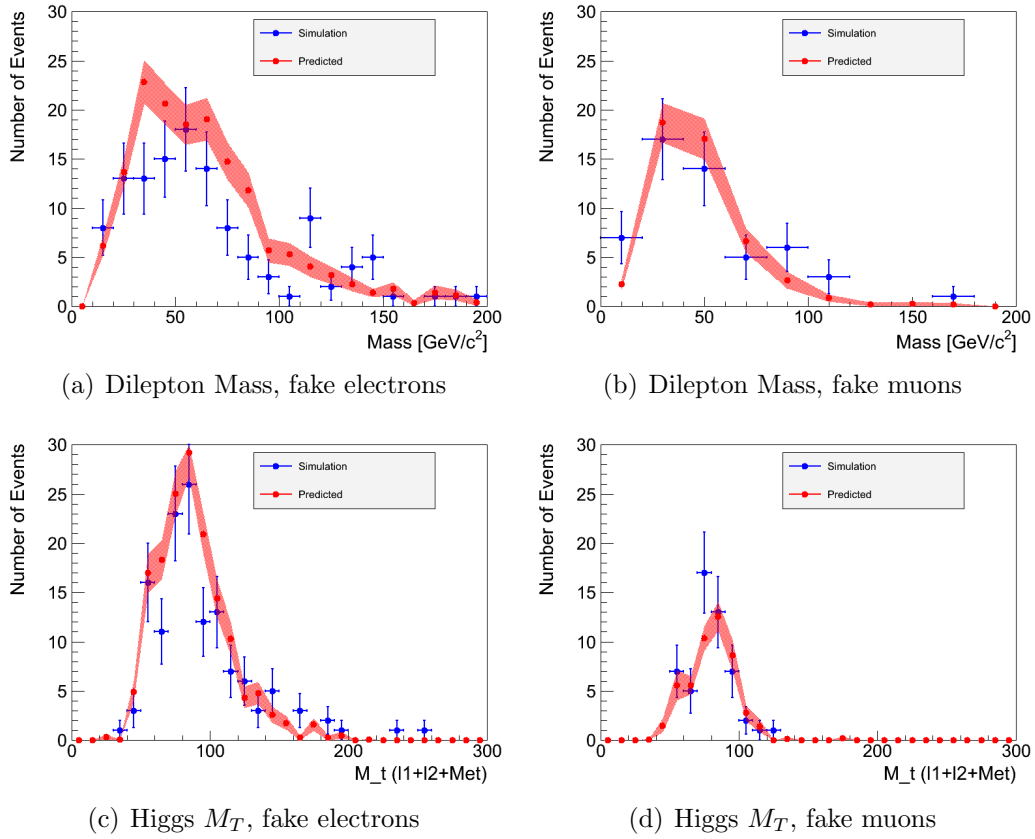 Number of Events
30
25
20
15
10
5
0
Simulation
Predicted
0
50
100
150
200
Mass [GeV/c²]
(a) Dilepton Mass, fake electrons
Number of Events
30
25
20
15
10
5
0
Simulation
Predicted
0
50
100
150
200
Mass [GeV/c²]
(b) Dilepton Mass, fake muons
Number of Events
30
25
20
15
10
5
0
Simulation
Predicted
0
100
200
300
M_t (l1+l2+Met)
(c) Higgs M_T, fake electrons
Number of Events
30
25
20
15
10
5
0
Simulation
Predicted
0
100
200
300
M_t (l1+l2+Met)
(d) Higgs M_T, fake muons